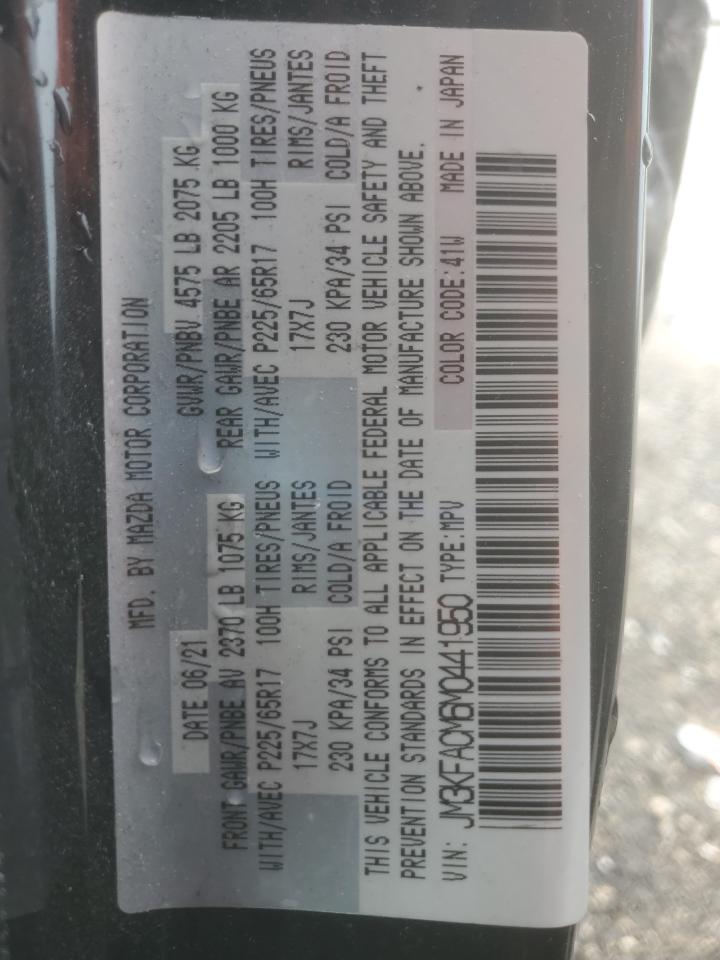 MFD. BY MAZDA MOTOR CORPORATION
DATE 06/21 GVWR/PNBV 4575 LB 2075 KG
FRONT GAWR/PNBE AV 2370 LB 1075 KG REAR GAWR/PNBE AR 2205 LB 1000 KG
WITH/AVEC P225/65R17 100H TIRES/PNEUS WITH/AVEC P225/65R17 100H TIRES/PNEUS
17X7J RIMS/JANTES 17X7J RIMS/JANTES
230 KPA/34 PSI COLD/A FROID 230 KPA/34 PSI COLD/A FROID
THIS VEHICLE CONFORMS TO ALL APPLICABLE FEDERAL MOTOR VEHICLE SAFETY AND THEFT
PREVENTION STANDARDS IN EFFECT ON THE DATE OF MANUFACTURE SHOWN ABOVE.
VIN: JM3KFACM6M0441950 TYPE:MPV COLOR CODE:41W MADE IN JAPAN